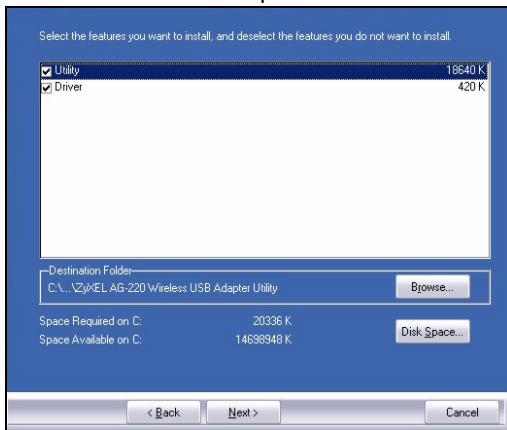 Select the features you want to install, and deselect the features you do not want to install.
Utility 18640 K
Driver 420 K
Destination Folder
C:\...\ZyXEL AG-220 Wireless USB Adapter Utility Browse...
Space Required on C: 20336 K
Space Available on C: 14698948 K
Disk Space...
< Back Next > Cancel